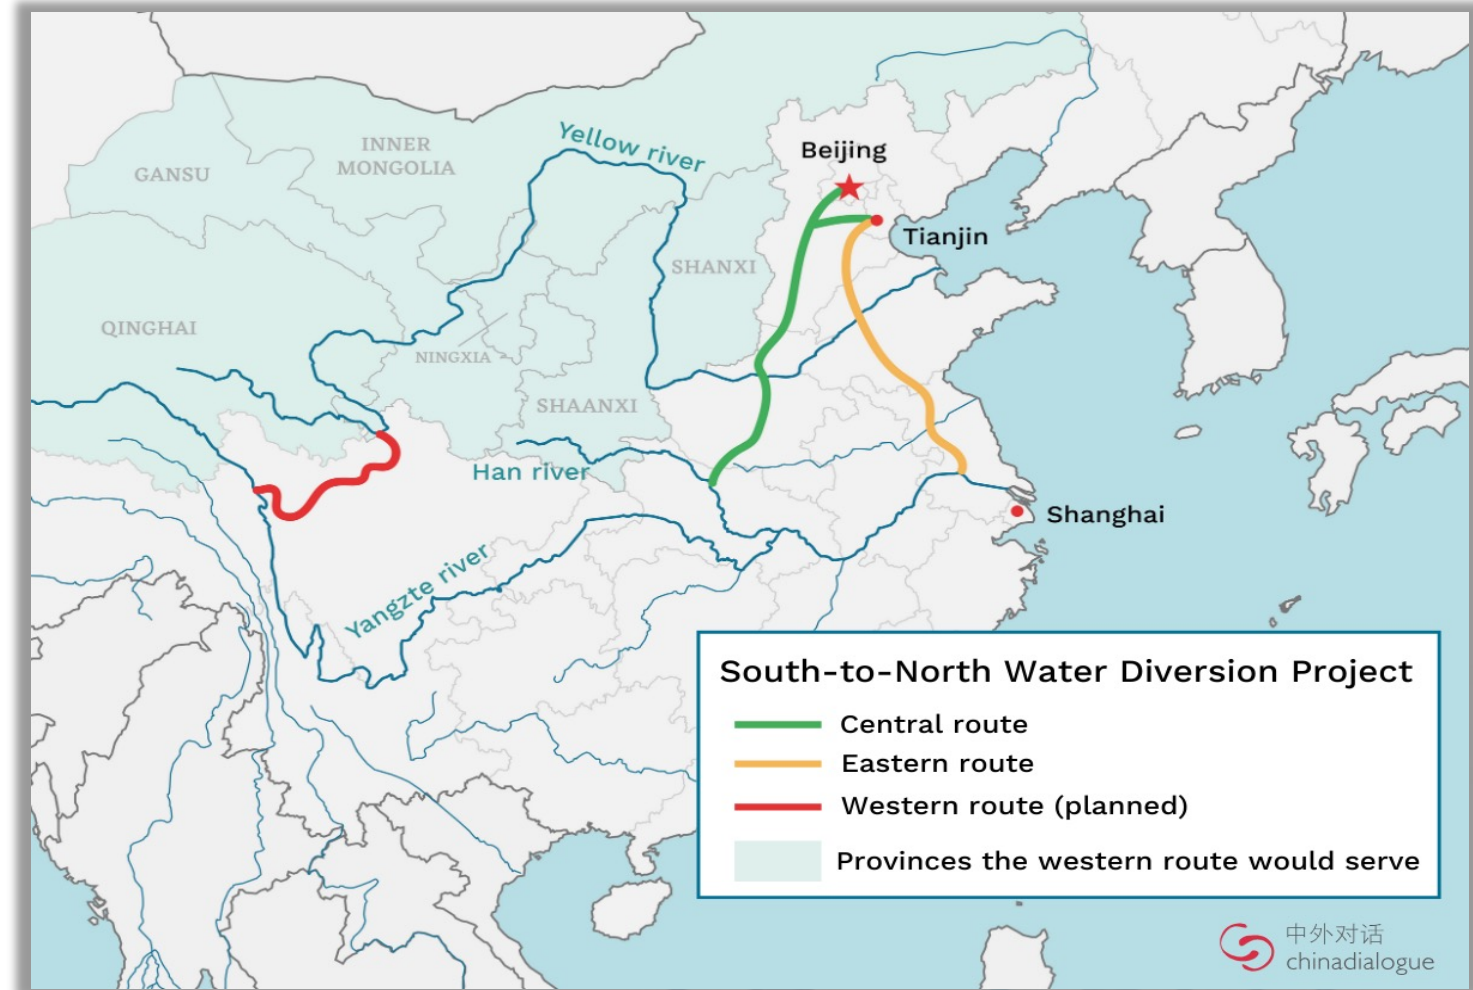 Yellow river
INNER
MONGOLIA
GANSU
Beijing
Tianjin
SHANXI
QINGHAI
NINGXIA
SHAANXI
Han river
Shanghai
Yangzte river
South-to-North Water Diversion Project
Central route
Eastern route
Western route (planned)
Provinces the western route would serve
中外对话
chinadialogue